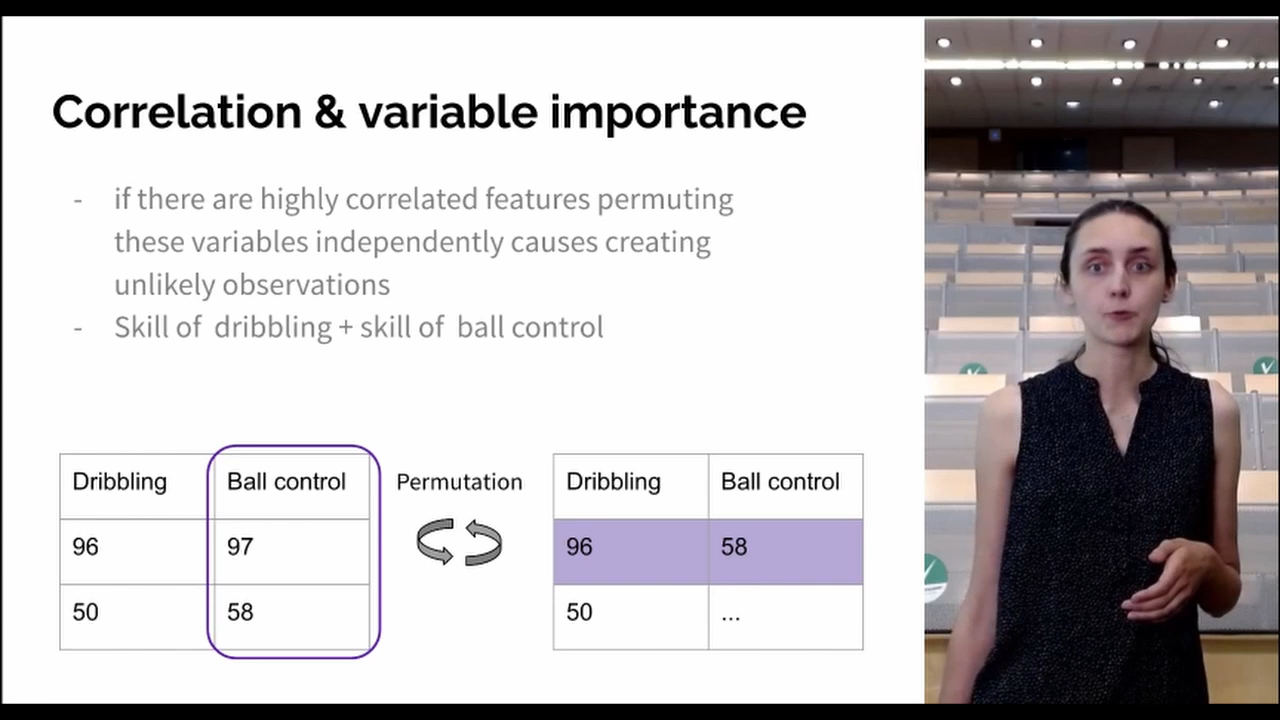 Correlation & variable importance
- if there are highly correlated features permuting
these variables independently causes creating
unlikely observations
- Skill of dribbling + skill of ball control
Dribbling Ball control Permutation Dribbling Ball control
96 97 96 58
50 58 50 ...